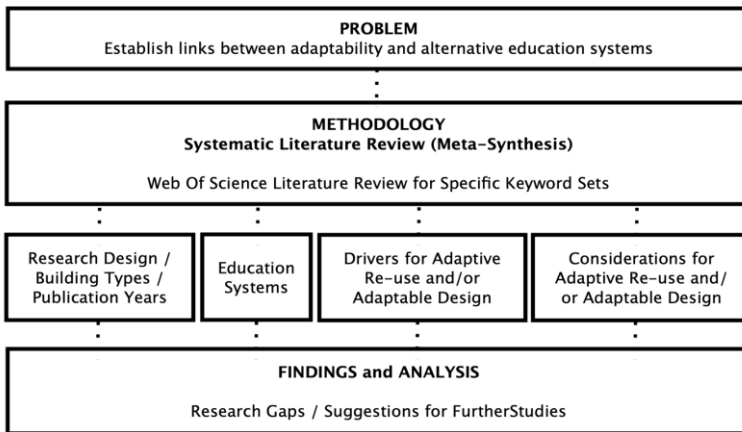 PROBLEM
Establish links between adaptability and alternative education systems
METHODOLOGY
Systematic Literature Review (Meta-Synthesis)
Web Of Science Literature Review for Specific Keyword Sets
Research Design /
Building Types /
Publication Years
Education
Systems
Drivers for Adaptive
Re-use and/or
Adaptable Design
Considerations for
Adaptive Re-use and/
or Adaptable Design
FINDINGS and ANALYSIS
Research Gaps / Suggestions for FurtherStudies